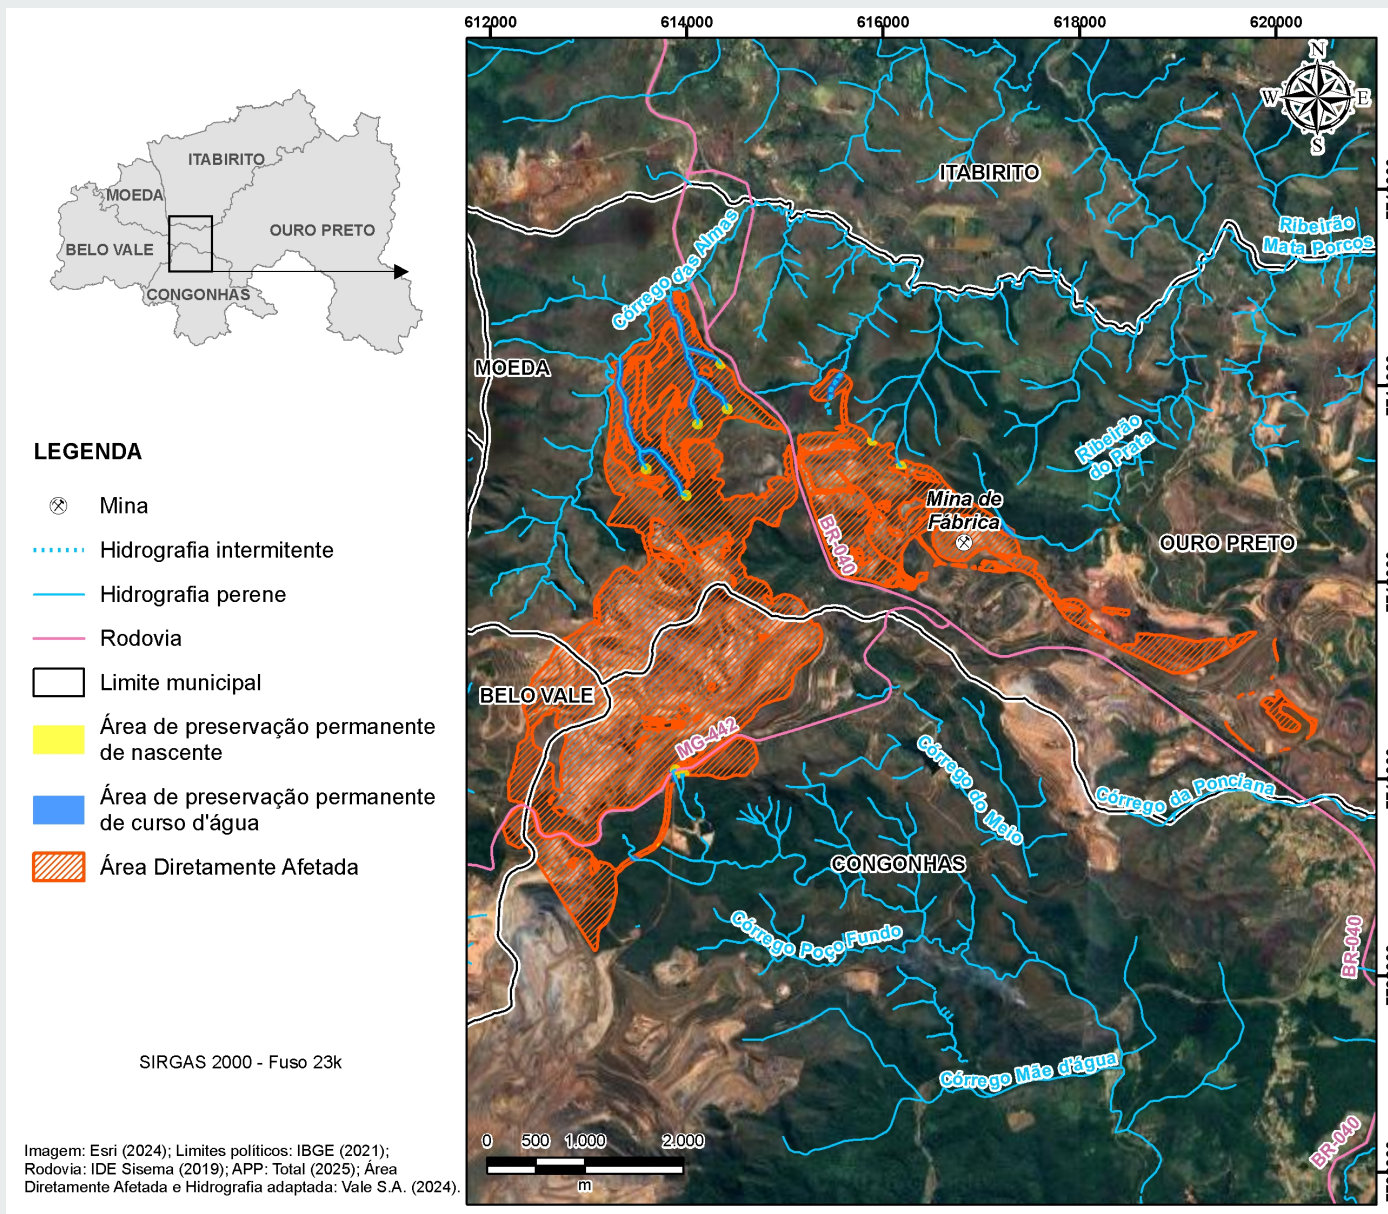 612000
614000
616000
618000
620000
N
W
E
S
ITABIRITO
MOEDA
OURO PRETO
BELO VALE
CONGONHAS
ITABIRITO
Ribeirão
Mata Porcos
Córrego das Almas
MOEDA
Ribeirão
do Prata
Mina de
Fábrica
BR-040
OURO PRETO
BELO VALE
MG-442
Córrego do Meio
Córrego da Ponciana
CONGONHAS
Córrego Poço Fundo
BR-040
Córrego Mãe d'água
BR-040
0 500 1.000 2.000
m
LEGENDA
Mina
Hidrografia intermitente
Hidrografia perene
Rodovia
Limite municipal
Área de preservação permanente
de nascente
Área de preservação permanente
de curso d'água
Área Diretamente Afetada
SIRGAS 2000 - Fuso 23k
Imagem: Esri (2024); Limites políticos: IBGE (2021);
Rodovia: IDE Sisema (2019); APP: Total (2025); Área
Diretamente Afetada e Hidrografia adaptada: Vale S.A. (2024).